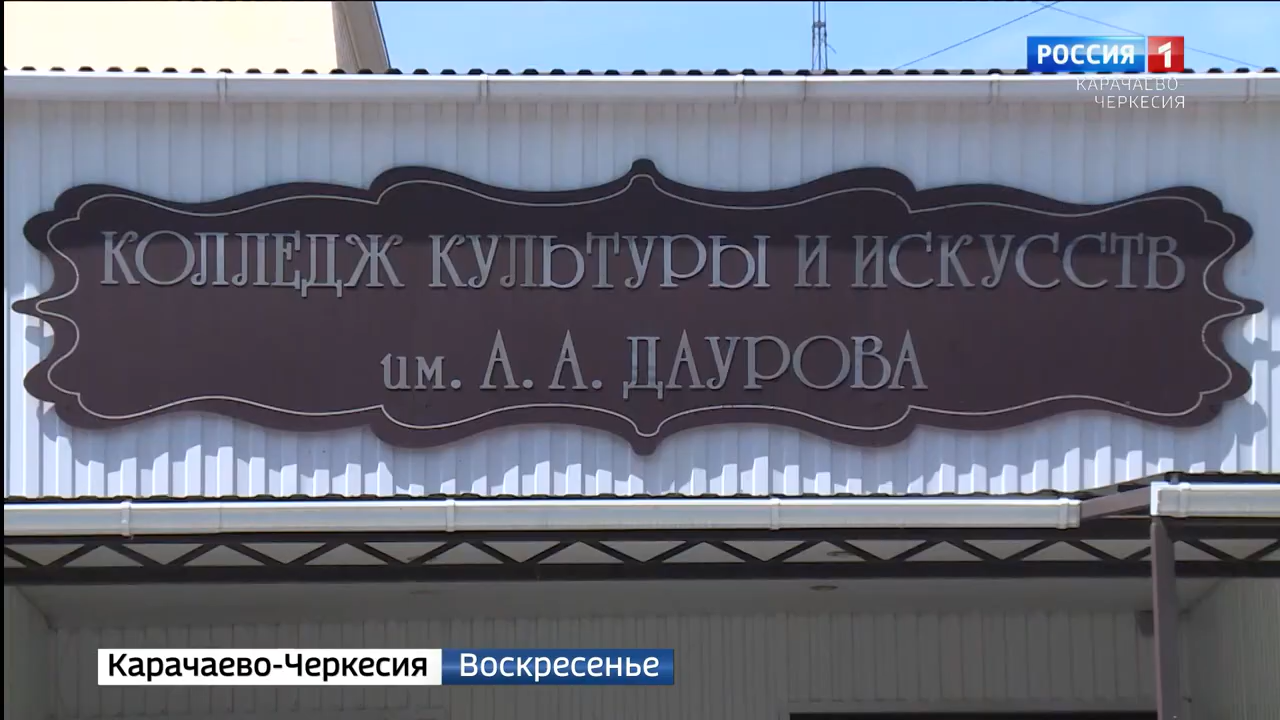 РОССИЯ 1
КАРАЧАЕВО
ЧЕРКЕСИЯ
КОЛЛЕДЖ КУЛЬТУРЫ И ИСКУССТВ
им. А. А. ДАУРОВА
Карачаево-Черкесия Воскресенье